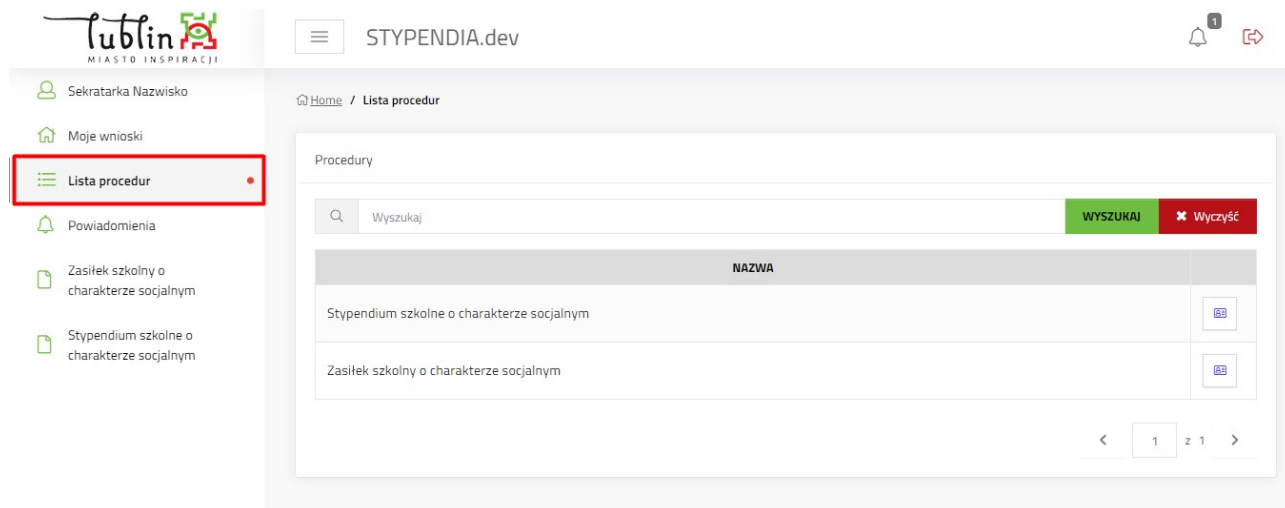 lublin
MIASTO INSPIRACJI
STYPENDIA.dev
1
Sekratarka Nazwisko
Moje wnioski
Lista procedur
Powiadomienia
Zasiłek szkolny o
charakterze socjalnym
Stypendium szkolne o
charakterze socjalnym
Home / Lista procedur
Procedury
Wyszukaj
WYSZUKAJ
Wyczyść
NAZWA
Stypendium szkolne o charakterze socjalnym
Zasiłek szkolny o charakterze socjalnym
1 z 1